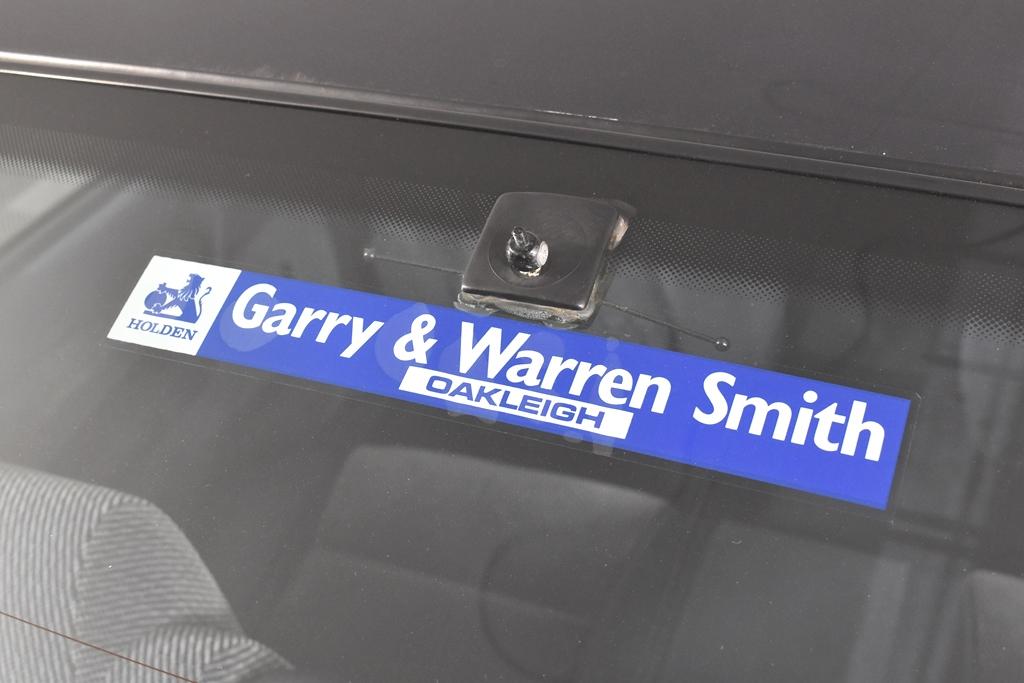 HOLDEN
Garry & Warren Smith
OAKLEIGH